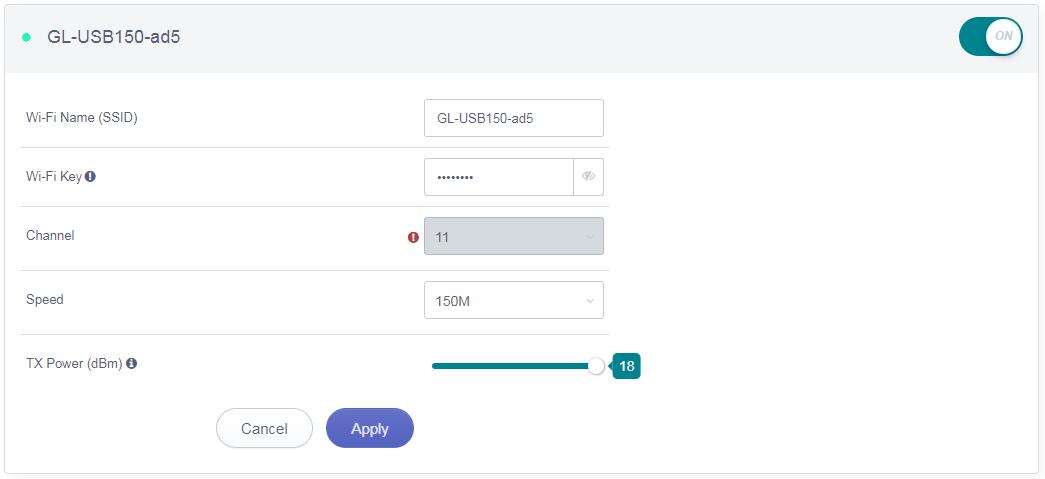 GL-USB150-ad5
ON
Wi-Fi Name (SSID)
GL-USB150-ad5
Wi-Fi Key
••••••••
Channel
11
Speed
150M
TX Power (dBm)
18
Cancel
Apply